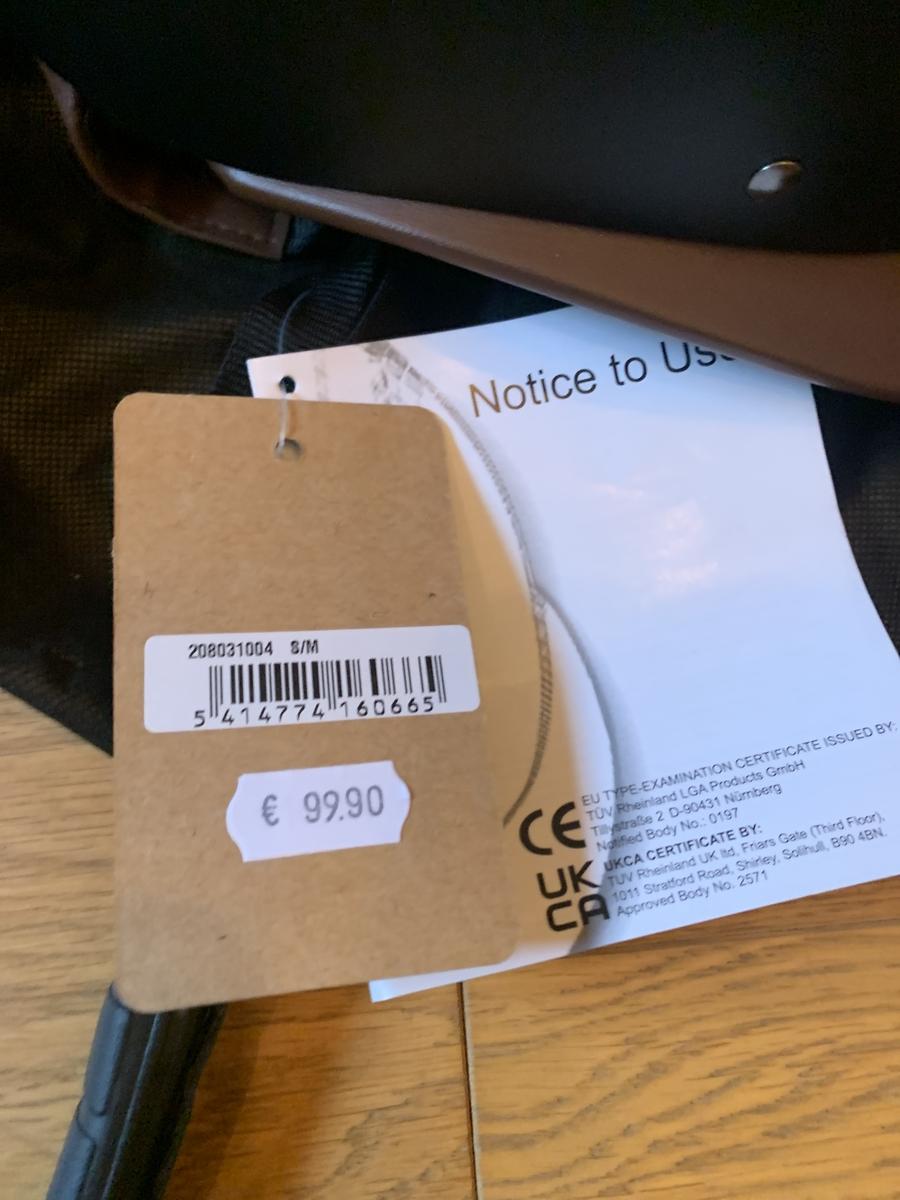 Notice to
208031004 S/M
5 414774 160665
€ 99.90
CE
EU TYPE-EXAMINATION CERTIFICATE ISSUED BY:
TÜV Rheinland LGA Products GmbH
Tillystraße 2 D-90431 Nürnberg
Notified Body No.: 0197
UK
CA
UKCA CERTIFICATE BY:
TUV Rheinland UK ltd, Friars Gate (Third Floor),
1011 Stratford Road, Shirley, Solihull, B90 4BN.
Approved Body No. 2571